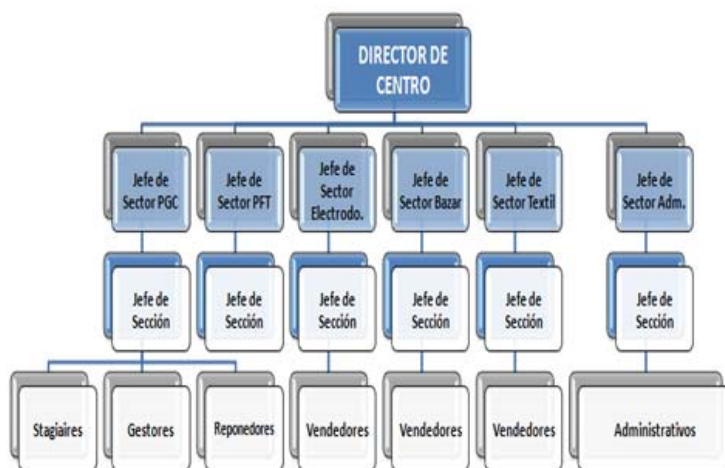 DIRECTOR DE
CENTRO
Jefe de
Sector PGC
Jefe de
Sector PFT
Jefe de
Sector
Electrodo.
Jefe de
Sector Bazar
Jefe de
Sector Textil
Jefe de
Sector Adm.
Jefe de
Sección
Jefe de
Sección
Jefe de
Sección
Jefe de
Sección
Jefe de
Sección
Jefe de
Sección
Stagiaires
Gestores
Reponedores
Vendedores
Vendedores
Vendedores
Administrativos